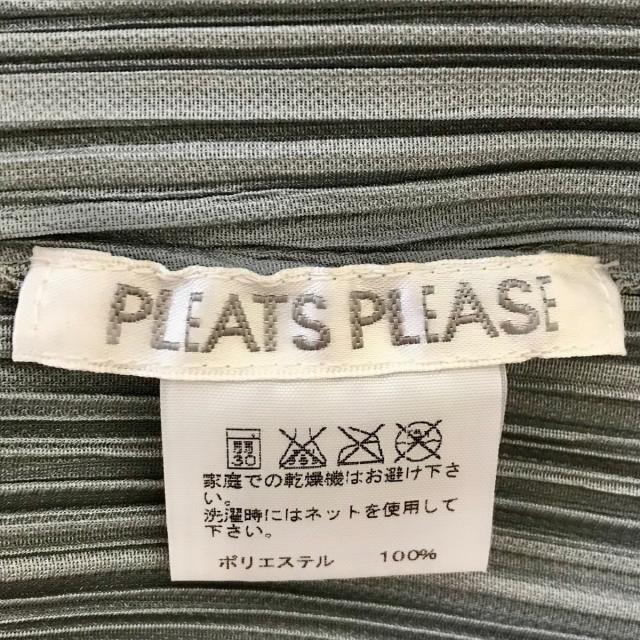 PLEATS PLEASE
30
家庭での乾燥機はお避け下さ
い。
洗濯時にはネットを使用して
下さい。
ポリエステル 100%